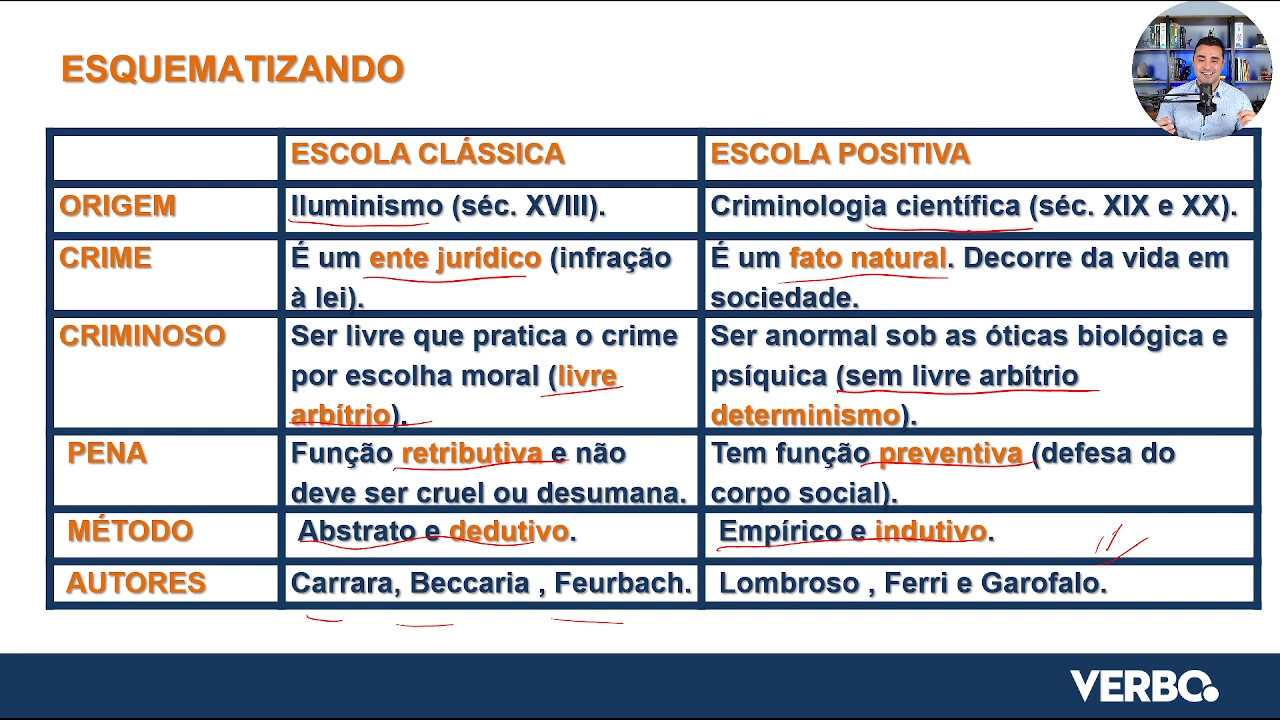 ESQUEMATIZANDO
ESCOLA CLÁSSICA
ESCOLA POSITIVA
ORIGEM
Iluminismo (séc. XVIII).
Criminologia científica (séc. XIX e XX).
CRIME
É um ente jurídico (infração
à lei).
É um fato natural. Decorre da vida em
sociedade.
CRIMINOSO
Ser livre que pratica o crime
por escolha moral (livre
arbítrio).
Ser anormal sob as óticas biológica e
psíquica (sem livre arbítrio
determinismo).
PENA
Função retributiva e não
deve ser cruel ou desumana.
Tem função preventiva (defesa do
corpo social).
MÉTODO
Abstrato e dedutivo.
Empírico e indutivo.
AUTORES
Carrara, Beccaria , Feurbach.
Lombroso , Ferri e Garofalo.
VERBO